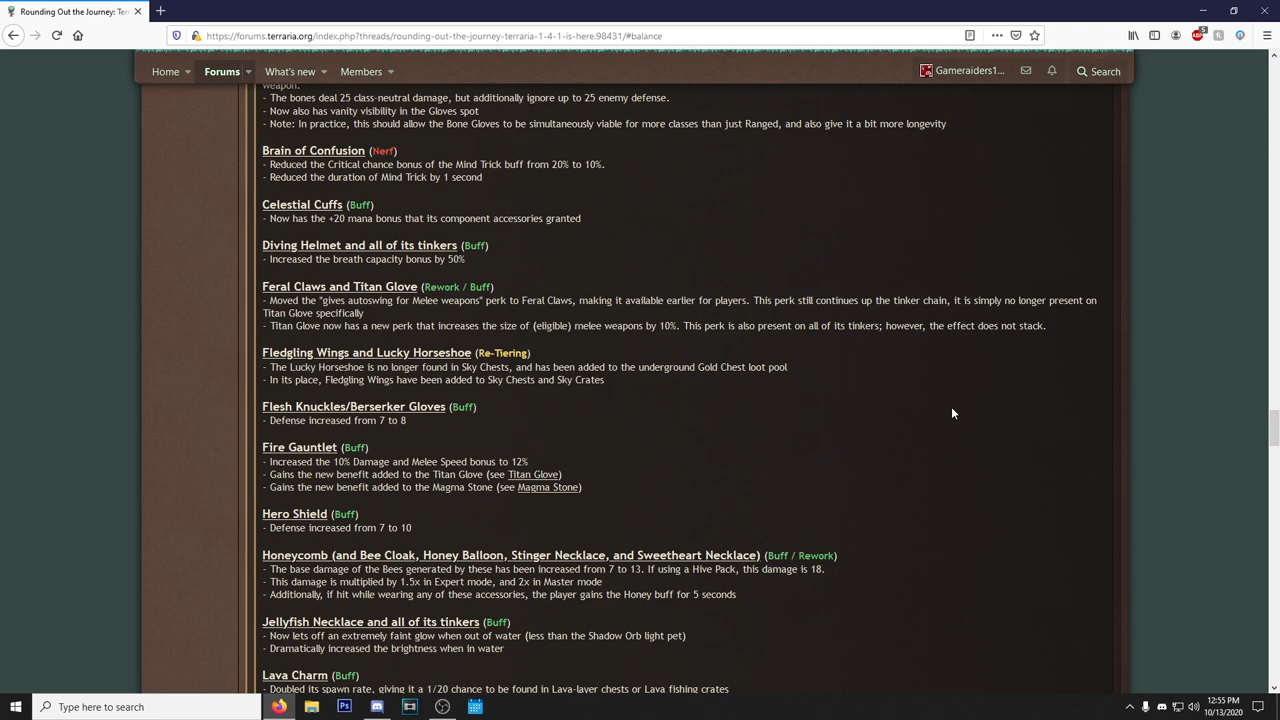 Rounding Out the Journey: Terr
https://forums.terraria.org/index.php?threads/rounding-out-the-journey-terraria-1-4-1-is-here.98431/#balance
Home
Forums
What's new
Members
Gameraiders1...
Search
weapon.
- The bones deal 25 class-neutral damage, but additionally ignore up to 25 enemy defense.
- Now also has vanity visibility in the Gloves spot
- Note: In practice, this should allow the Bone Gloves to be simultaneously viable for more classes than just Ranged, and also give it a bit more longevity
Brain of Confusion (Nerf)
- Reduced the Critical chance bonus of the Mind Trick buff from 20% to 10%.
- Reduced the duration of Mind Trick by 1 second
Celestial Cuffs (Buff)
- Now has the +20 mana bonus that its component accessories granted
Diving Helmet and all of its tinkers (Buff)
- Increased the breath capacity bonus by 50%
Feral Claws and Titan Glove (Rework / Buff)
- Moved the "gives autoswing for Melee weapons" perk to Feral Claws, making it available earlier for players. This perk still continues up the tinker chain, it is simply no longer present on
Titan Glove specifically
- Titan Glove now has a new perk that increases the size of (eligible) melee weapons by 10%. This perk is also present on all of its tinkers; however, the effect does not stack.
Fledgling Wings and Lucky Horseshoe (Re-Tiering)
- The Lucky Horseshoe is no longer found in Sky Chests, and has been added to the underground Gold Chest loot pool
- In its place, Fledgling Wings have been added to Sky Chests and Sky Crates
Flesh Knuckles/Berserker Gloves (Buff)
- Defense increased from 7 to 8
Fire Gauntlet (Buff)
- Increased the 10% Damage and Melee Speed bonus to 12%
- Gains the new benefit added to the Titan Glove (see Titan Glove)
- Gains the new benefit added to the Magma Stone (see Magma Stone)
Hero Shield (Buff)
- Defense increased from 7 to 10
Honeycomb (and Bee Cloak, Honey Balloon, Stinger Necklace, and Sweetheart Necklace) (Buff / Rework)
- The base damage of the Bees generated by these has been increased from 7 to 13. If using a Hive Pack, this damage is 18.
- This damage is multiplied by 1.5x in Expert mode, and 2x in Master mode
- Additionally, if hit while wearing any of these accessories, the player gains the Honey buff for 5 seconds
Jellyfish Necklace and all of its tinkers (Buff)
- Now lets off an extremely faint glow when out of water (less than the Shadow Orb light pet)
- Dramatically increased the brightness when in water
Lava Charm (Buff)
- Doubled its spawn rate, giving it a 1/20 chance to be found in Lava-layer chests or Lava fishing crates
Type here to search
12:55 PM
10/13/2020